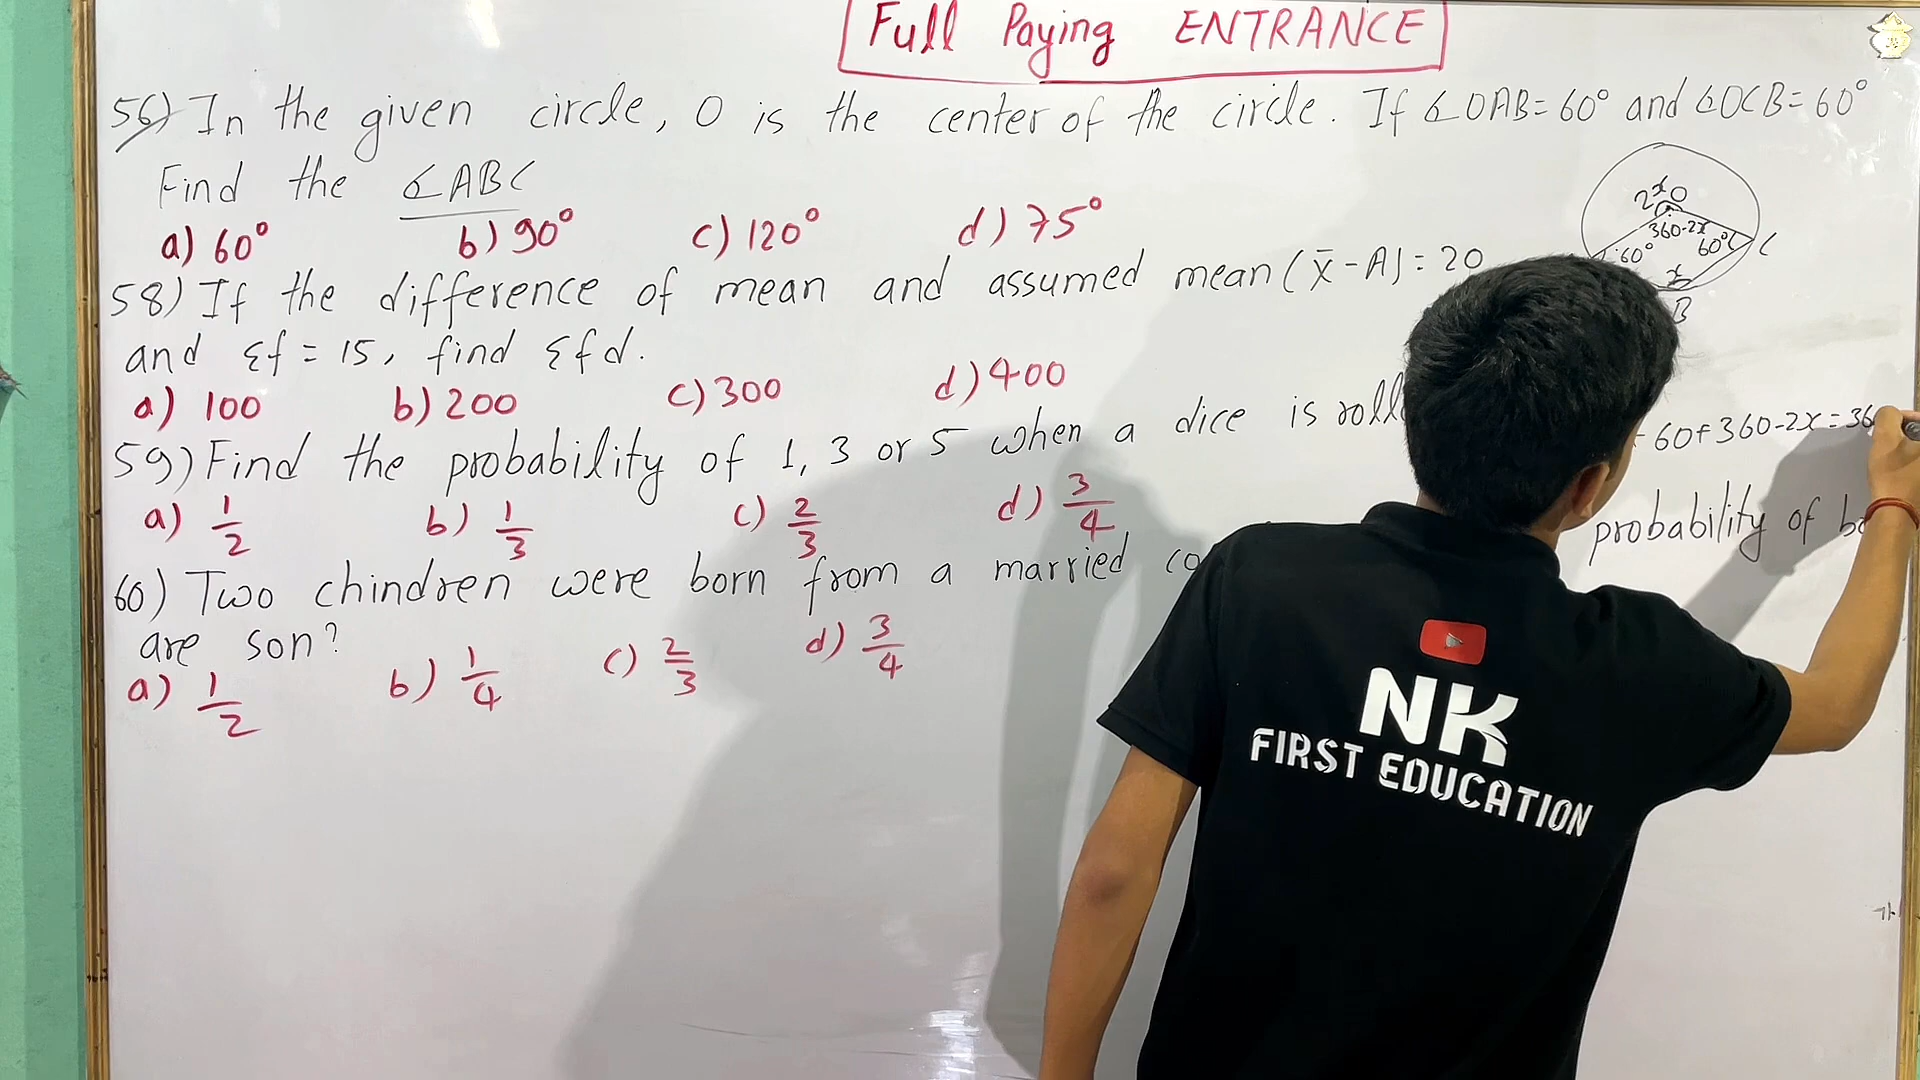 Full Paying ENTRANCE
56) In the given circle, O is the center of the circle. If ∠OAB=60° and ∠OCB=60°
Find the ∠ABC
a) 60° b) 90° c) 120° d) 75°
2x O
360-2x
60° 60° C
x
B
58) If the difference of mean and assumed mean (x̄-A) = 20
and Σf = 15, find Σfd.
a) 100 b) 200 c) 300 d) 400
59) Find the probability of 1, 3 or 5 when a dice is
60+360-2x=
a) 1/2 b) 1/3 c) 2/3 d) 3/4
60) Two chindren were born from a married probability of
are son?
a) 1/2 b) 1/4 c) 2/3 d) 3/4
NK
FIRST EDUCATION